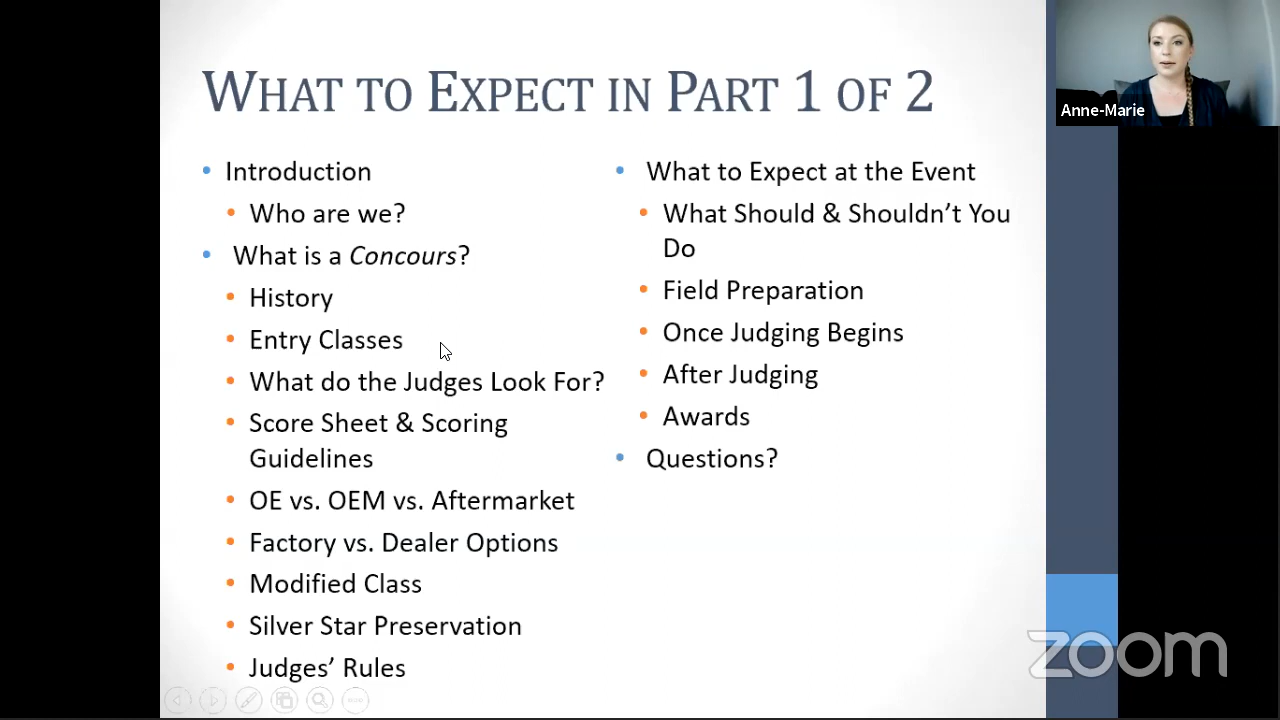 WHAT TO EXPECT IN PART 1 OF 2
Introduction
Who are we?
What is a Concours?
History
Entry Classes
What do the Judges Look For?
Score Sheet & Scoring
Guidelines
OE vs. OEM vs. Aftermarket
Factory vs. Dealer Options
Modified Class
Silver Star Preservation
Judges’ Rules
What to Expect at the Event
What Should & Shouldn’t You
Do
Field Preparation
Once Judging Begins
After Judging
Awards
Questions?
Anne-Marie
zoom